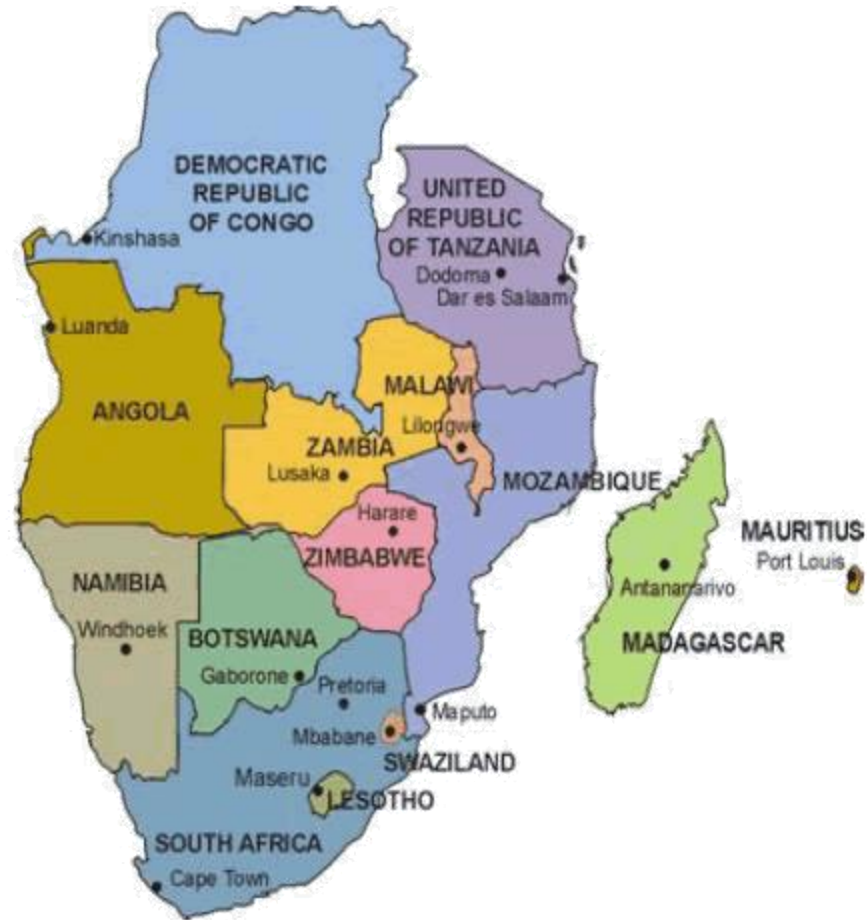 DEMOCRATIC
REPUBLIC
OF CONGO
Kinshasa
UNITED
REPUBLIC
OF TANZANIA
Dodoma
Dar es Salaam
Luanda
ANGOLA
MALAWI
Lilongwe
ZAMBIA
Lusaka
MOZAMBIQUE
Harare
ZIMBABWE
MAURITIUS
Port Louis
NAMIBIA
Windhoek
Antananarivo
MADAGASCAR
BOTSWANA
Gaborone
Pretoria
Maputo
Mbabane
SWAZILAND
Maseru
LESOTHO
SOUTH AFRICA
Cape Town